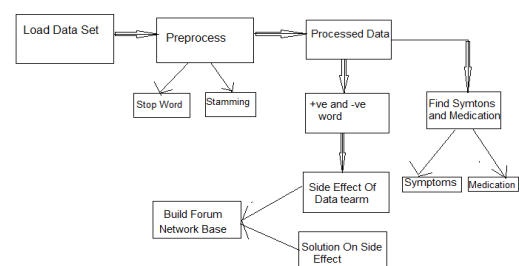 Load Data Set
Preprocess
Processed Data
Stop Word
Stamming
+ve and -ve
word
Find Symtons
and Medication
Symptoms
Medication
Side Effect Of
Data tearm
Build Forum
Network Base
Solution On Side
Effect